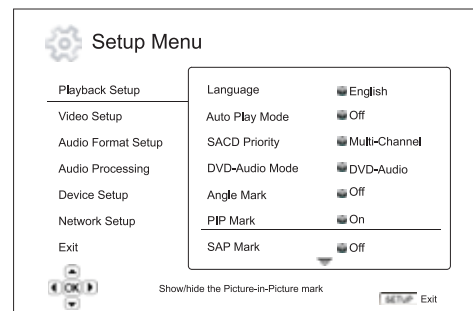 Setup Menu
Playback Setup
Video Setup
Audio Format Setup
Audio Processing
Device Setup
Network Setup
Exit
Language English
Auto Play Mode Off
SACD Priority Multi-Channel
DVD-Audio Mode DVD-Audio
Angle Mark Off
PIP Mark On
SAP Mark Off
OK
Show/hide the Picture-in-Picture mark
SETUP Exit